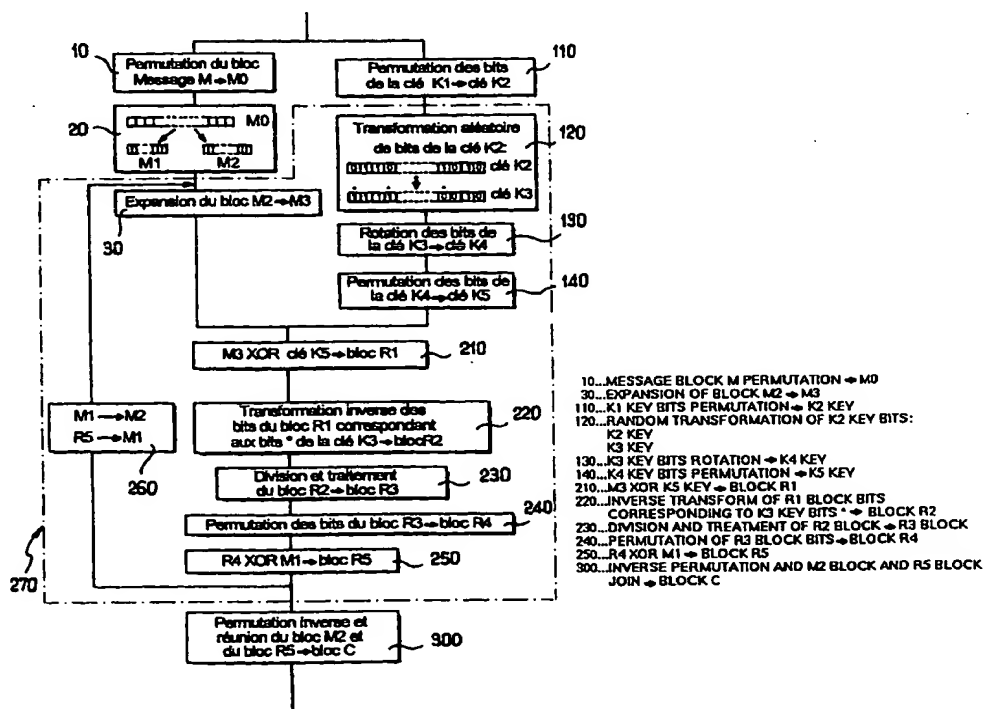 10
Permutation du bloc
Message M→M0
110
Permutation des bits
de la clé K1→clé K2
20
M0
M1 M2
Transformation aléatoire
de bits de la clé K2:
clé K2
clé K3
120
Expansion du bloc M2→M3
30
Rotation des bits de
la clé K3→clé K4
130
Permutation des bits de
la clé K4→clé K5
140
M3 XOR clé K5→bloc R1
210
M1→M2
R5→M1
260
Transformation inverse des
bits du bloc R1 correspondant
aux bits * de la clé K3→blocR2
220
Division et traitement
du bloc R2→bloc R3
230
Permutation des bits du bloc R3→bloc R4
240
R4 XOR M1→bloc R5
250
270
Permutation inverse et
réunion du bloc M2 et
du bloc R5→bloc C
300
10...MESSAGE BLOCK M PERMUTATION → M0
30...EXPANSION OF BLOCK M2 → M3
110...K1 KEY BITS PERMUTATION → K2 KEY
120...RANDOM TRANSFORMATION OF K2 KEY BITS:
K2 KEY
K3 KEY
130...K3 KEY BITS ROTATION → K4 KEY
140...K4 KEY BITS PERMUTATION → K5 KEY
210...M3 XOR K5 KEY → BLOCK R1
220...INVERSE TRANSFORM OF R1 BLOCK BITS
CORRESPONDING TO K3 KEY BITS * → BLOCK R2
230...DIVISION AND TREATMENT OF R2 BLOCK → R3 BLOCK
240...PERMUTATION OF R3 BLOCK BITS → BLOCK R4
250...R4 XOR M1 → BLOCK R5
300...INVERSE PERMUTATION AND M2 BLOCK AND R5 BLOCK
JOIN → BLOCK C